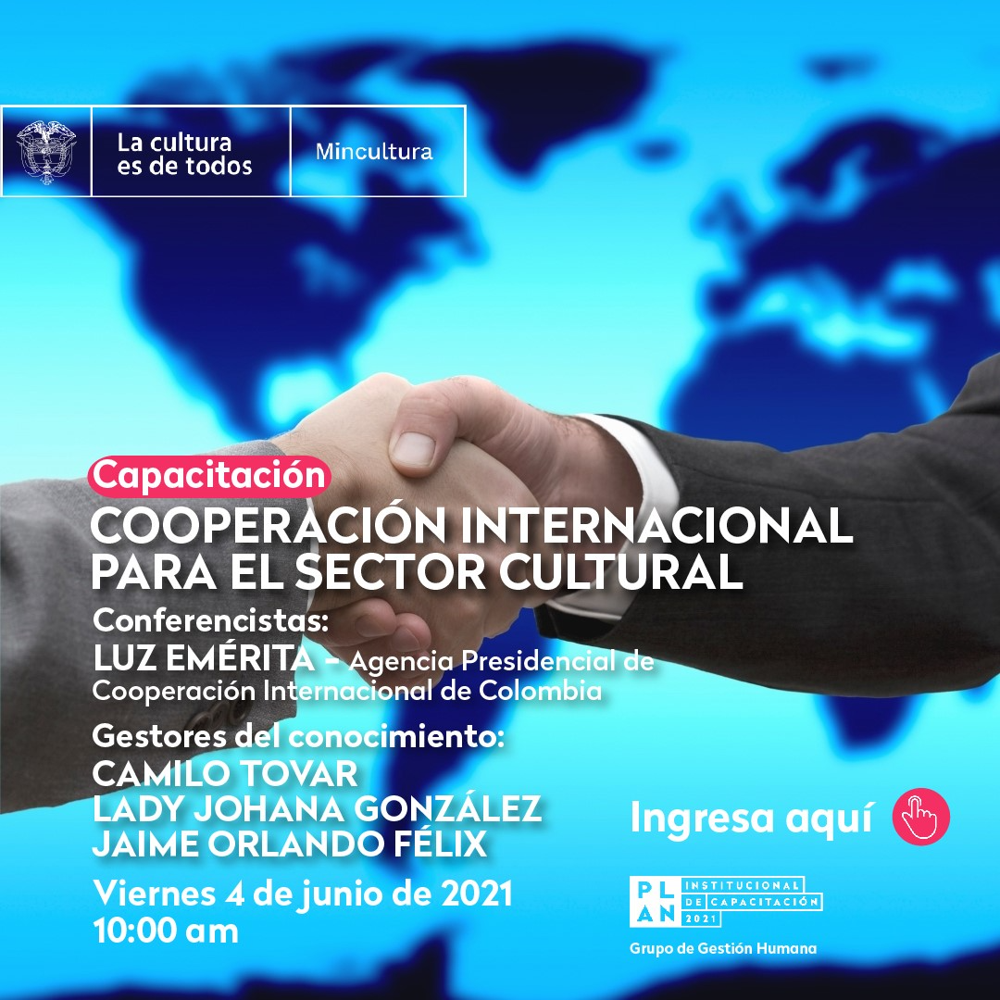 La cultura
es de todos
Mincultura
Capacitación
COOPERACIÓN INTERNACIONAL
PARA EL SECTOR CULTURAL
Conferencistas:
LUZ EMÉRITA – Agencia Presidencial de
Cooperación Internacional de Colombia
Gestores del conocimiento:
CAMILO TOVAR
LADY JOHANA GONZÁLEZ
JAIME ORLANDO FÉLIX
Viernes 4 de junio de 2021
10:00 am
Ingresa aquí
PLAN
INSTITUCIONAL
DE CAPACITACIÓN
2021
Grupo de Gestión Humana